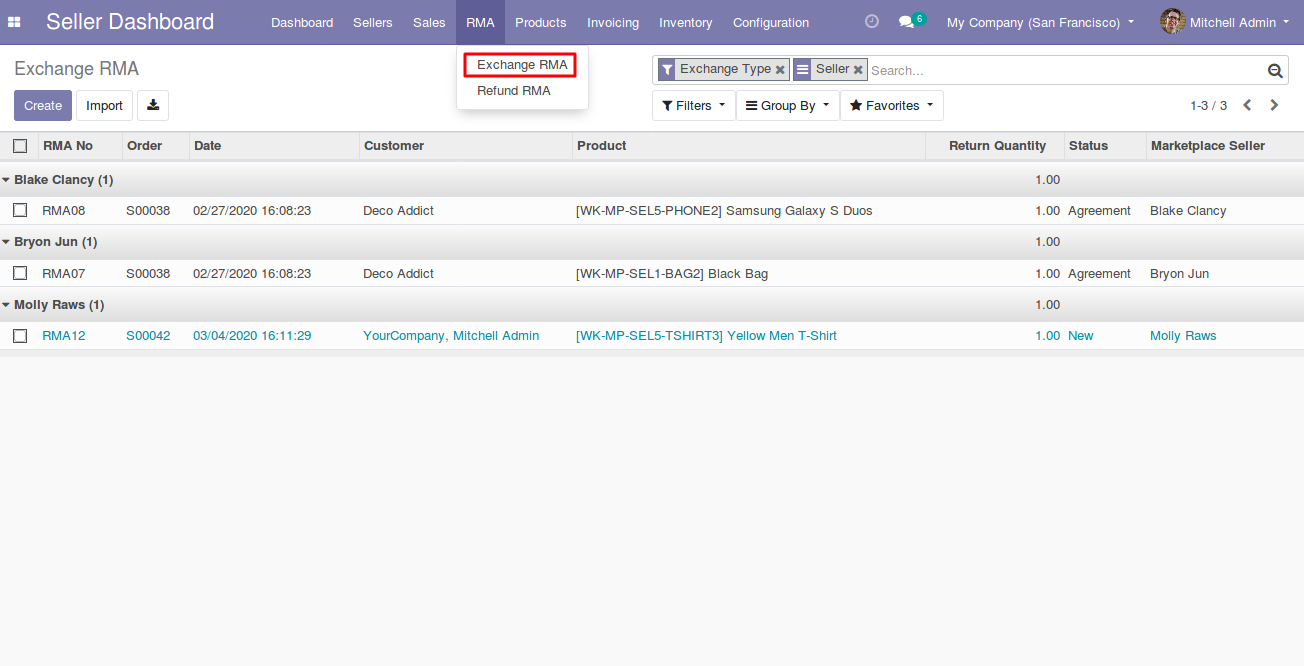 Seller Dashboard Dashboard Sellers Sales RMA Products Invoicing Inventory Configuration 6 My Company (San Francisco) Mitchell Admin
Exchange RMA
Refund RMA
Exchange RMA
Exchange Type Seller Search...
Create Import Filters Group By Favorites 1-3 / 3
RMA No Order Date Customer Product Return Quantity Status Marketplace Seller
Blake Clancy (1) 1.00
RMA08 S00038 02/27/2020 16:08:23 Deco Addict [WK-MP-SEL5-PHONE2] Samsung Galaxy S Duos 1.00 Agreement Blake Clancy
Bryon Jun (1) 1.00
RMA07 S00038 02/27/2020 16:08:23 Deco Addict [WK-MP-SEL1-BAG2] Black Bag 1.00 Agreement Bryon Jun
Molly Raws (1) 1.00
RMA12 S00042 03/04/2020 16:11:29 YourCompany, Mitchell Admin [WK-MP-SEL5-TSHIRT3] Yellow Men T-Shirt 1.00 New Molly Raws